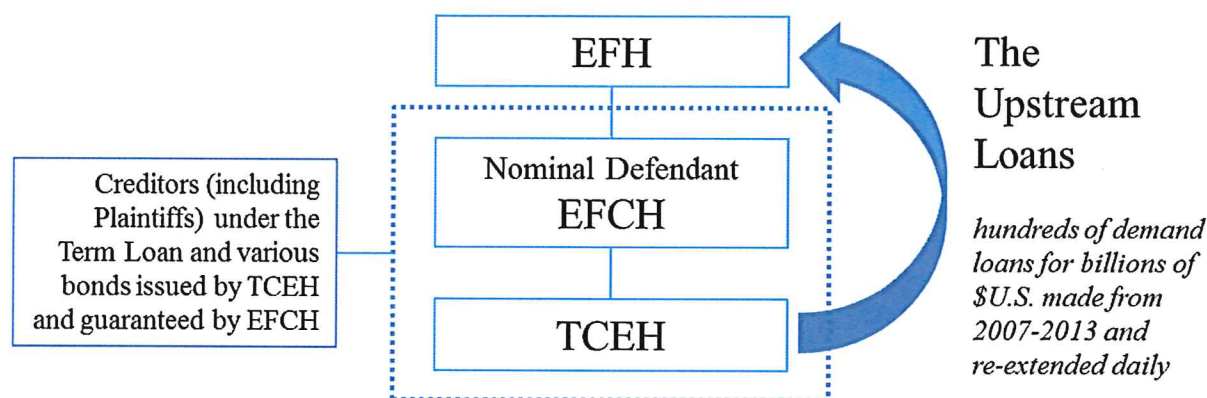 EFH
Nominal Defendant
EFCH
TCEH
Creditors (including
Plaintiffs) under the
Term Loan and various
bonds issued by TCEH
and guaranteed by EFCH
The
Upstream
Loans
hundreds of demand
loans for billions of
$U.S. made from
2007-2013 and
re-extended daily